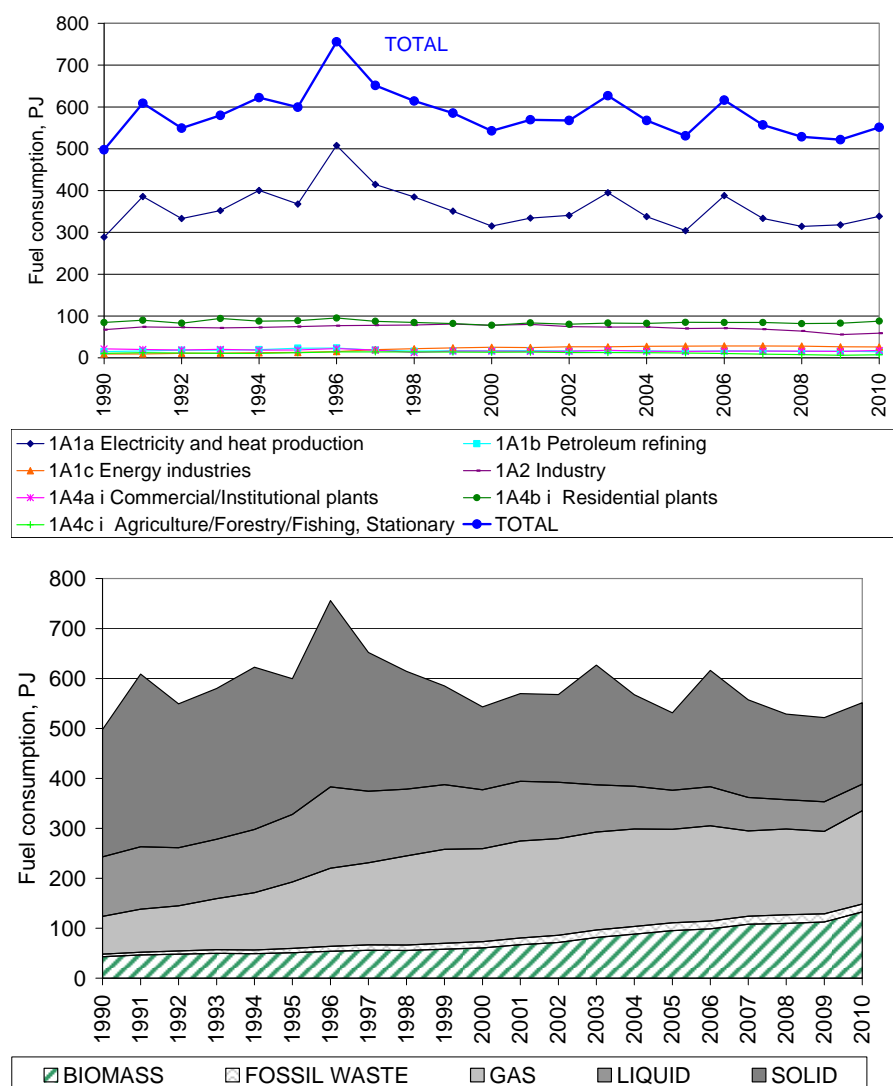 800
700
600
500
400
300
200
100
0
Fuel consumption, PJ
TOTAL
1990 1992 1994 1996 1998 2000 2002 2004 2006 2008 2010
1A1a Electricity and heat production 1A1b Petroleum refining
1A1c Energy industries 1A2 Industry
1A4a i Commercial/Institutional plants 1A4b i Residential plants
1A4c i Agriculture/Forestry/Fishing, Stationary TOTAL
800
700
600
500
400
300
200
100
0
Fuel consumption, PJ
1990 1991 1992 1993 1994 1995 1996 1997 1998 1999 2000 2001 2002 2003 2004 2005 2006 2007 2008 2009 2010
BIOMASS FOSSIL WASTE GAS LIQUID SOLID